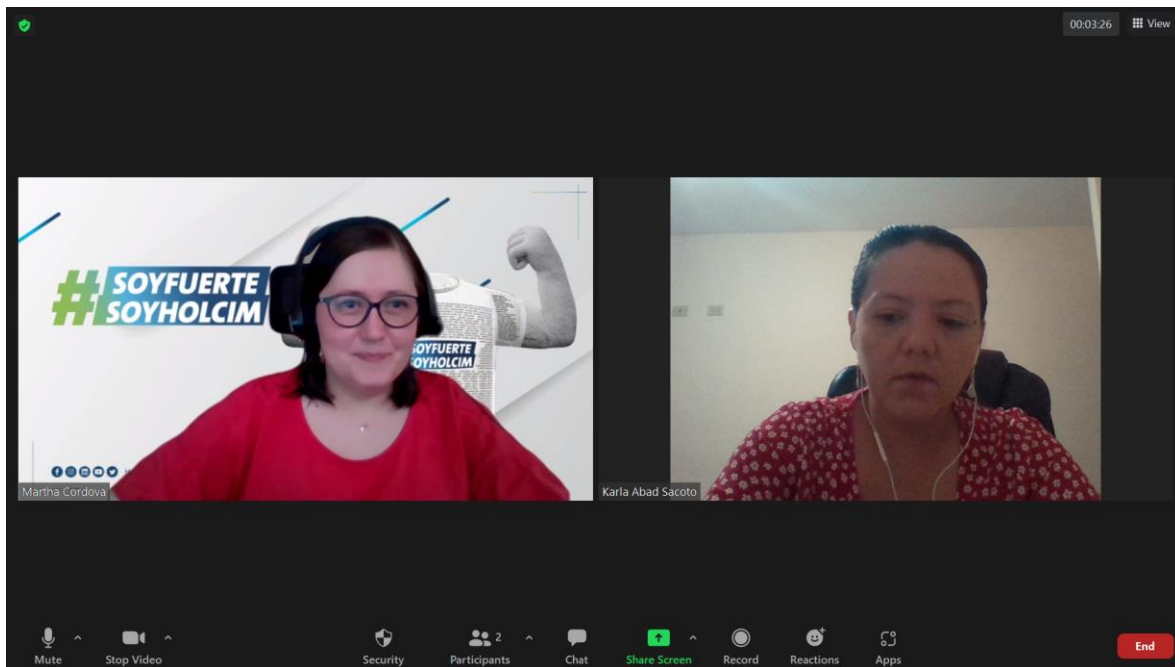 00:03:26
View
# SOYFUERTE
SOYHOLCIM
SOYFUERTE
SOYHOLCIM
Martha Cordova
Karla Abad Sacoto
Mute
Stop Video
Security
Participants
2
Chat
Share Screen
Record
Reactions
Apps
End